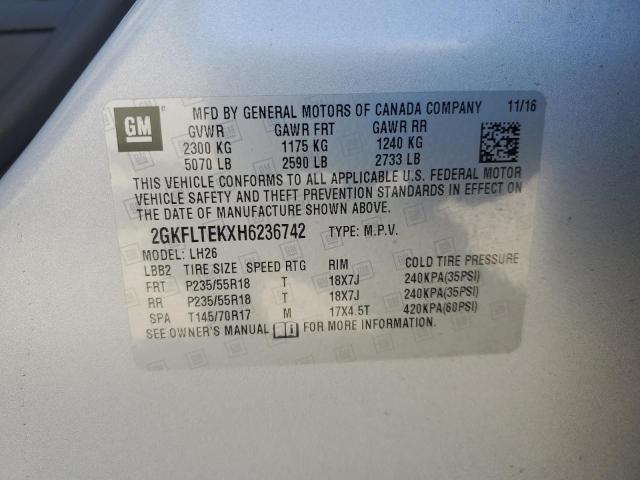 GM
MFD BY GENERAL MOTORS OF CANADA COMPANY 11/16
GVWR GAWR FRT GAWR RR
2300 KG 1175 KG 1240 KG
5070 LB 2590 LB 2733 LB
THIS VEHICLE CONFORMS TO ALL APPLICABLE U.S. FEDERAL MOTOR
VEHICLE SAFETY AND THEFT PREVENTION STANDARDS IN EFFECT ON
THE DATE OF MANUFACTURE SHOWN ABOVE.
2GKFLTEKXH6236742 TYPE: M.P.V.
MODEL: LH26
LBB2 TIRE SIZE SPEED RTG RIM COLD TIRE PRESSURE
FRT P235/55R18 T 18X7J 240KPA(35PSI)
RR P235/55R18 T 18X7J 240KPA(35PSI)
SPA T145/70R17 M 17X4.5T 420KPA(60PSI)
SEE OWNER'S MANUAL FOR MORE INFORMATION.